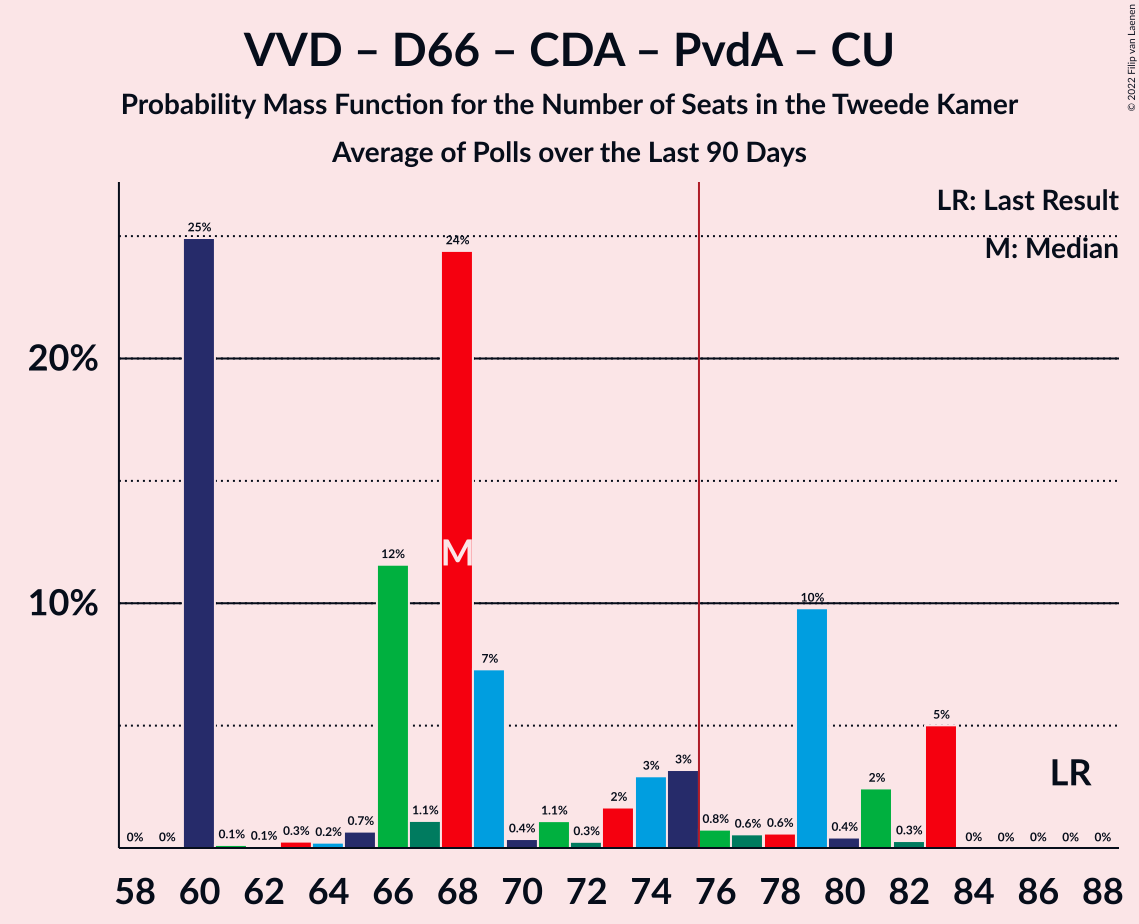 VVD – D66 – CDA – PvdA – CU
Probability Mass Function for the Number of Seats in the Tweede Kamer
Average of Polls over the Last 90 Days
© 2022 Filip van Laenen
LR: Last Result
M: Median
20%
10%
0% 0% 25% 0.1% 0.1% 0.3% 0.2% 0.7% 12% 1.1% 24% 7% 0.4% 1.1% 0.3% 2% 3% 3% 0.8% 0.6% 0.6% 10% 0.4% 2% 0.3% 5% 0% 0% 0% 0% 0%
M
LR
58 60 62 64 66 68 70 72 74 76 78 80 82 84 86 88